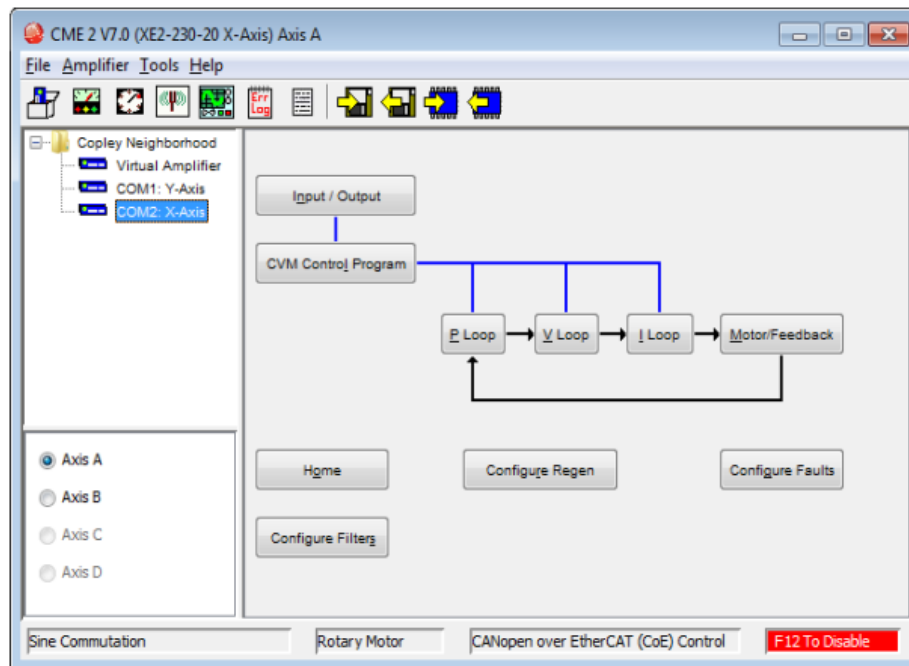 CME 2 V7.0 (XE2-230-20 X-Axis) Axis A
File Amplifier Tools Help
Err
Log
Copley Neighborhood
Virtual Amplifier
COM1: Y-Axis
COM2: X-Axis
Input / Output
CVM Control Program
P Loop
V Loop
I Loop
Motor/Feedback
Axis A
Axis B
Axis C
Axis D
Home
Configure Regen
Configure Faults
Configure Filters
Sine Commutation
Rotary Motor
CANopen over EtherCAT (CoE) Control
F12 To Disable